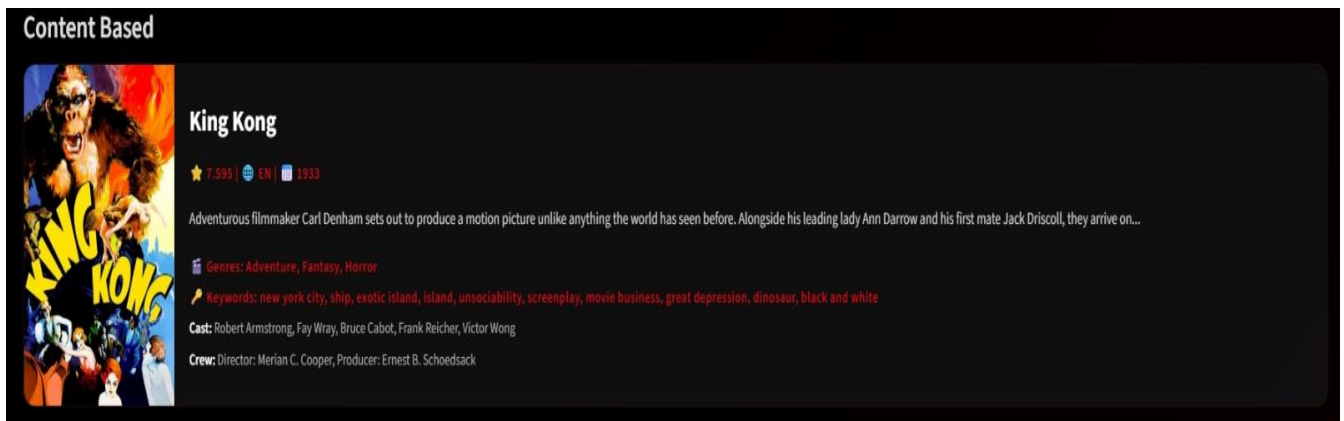 Content Based
KING
KONG
King Kong
⭐ 7.595 | 🌐 EN | 🗓️ 1933
Adventurous filmmaker Carl Denham sets out to produce a motion picture unlike anything the world has seen before. Alongside his leading lady Ann Darrow and his first mate Jack Driscoll, they arrive on...
🎬 Genres: Adventure, Fantasy, Horror
🔑 Keywords: new york city, ship, exotic island, island, unsociability, screenplay, movie business, great depression, dinosaur, black and white
Cast: Robert Armstrong, Fay Wray, Bruce Cabot, Frank Reicher, Victor Wong
Crew: Director: Merian C. Cooper, Producer: Ernest B. Schoedsack